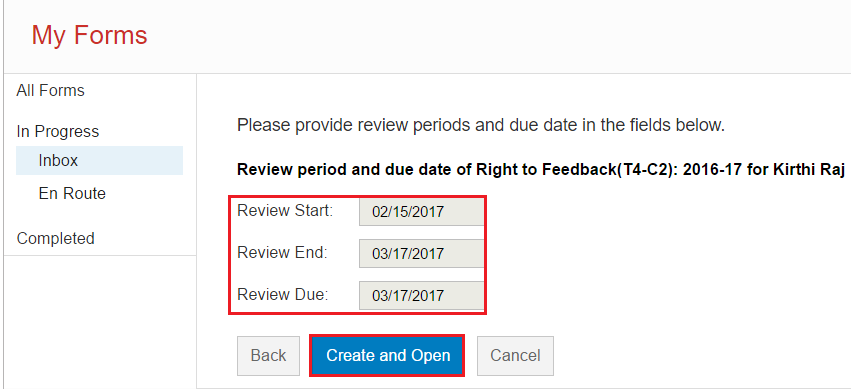 My Forms
All Forms
In Progress
Inbox
En Route
Completed
Please provide review periods and due date in the fields below.
Review period and due date of Right to Feedback(T4-C2): 2016-17 for Kirthi Raj
Review Start: 02/15/2017
Review End: 03/17/2017
Review Due: 03/17/2017
Back Create and Open Cancel